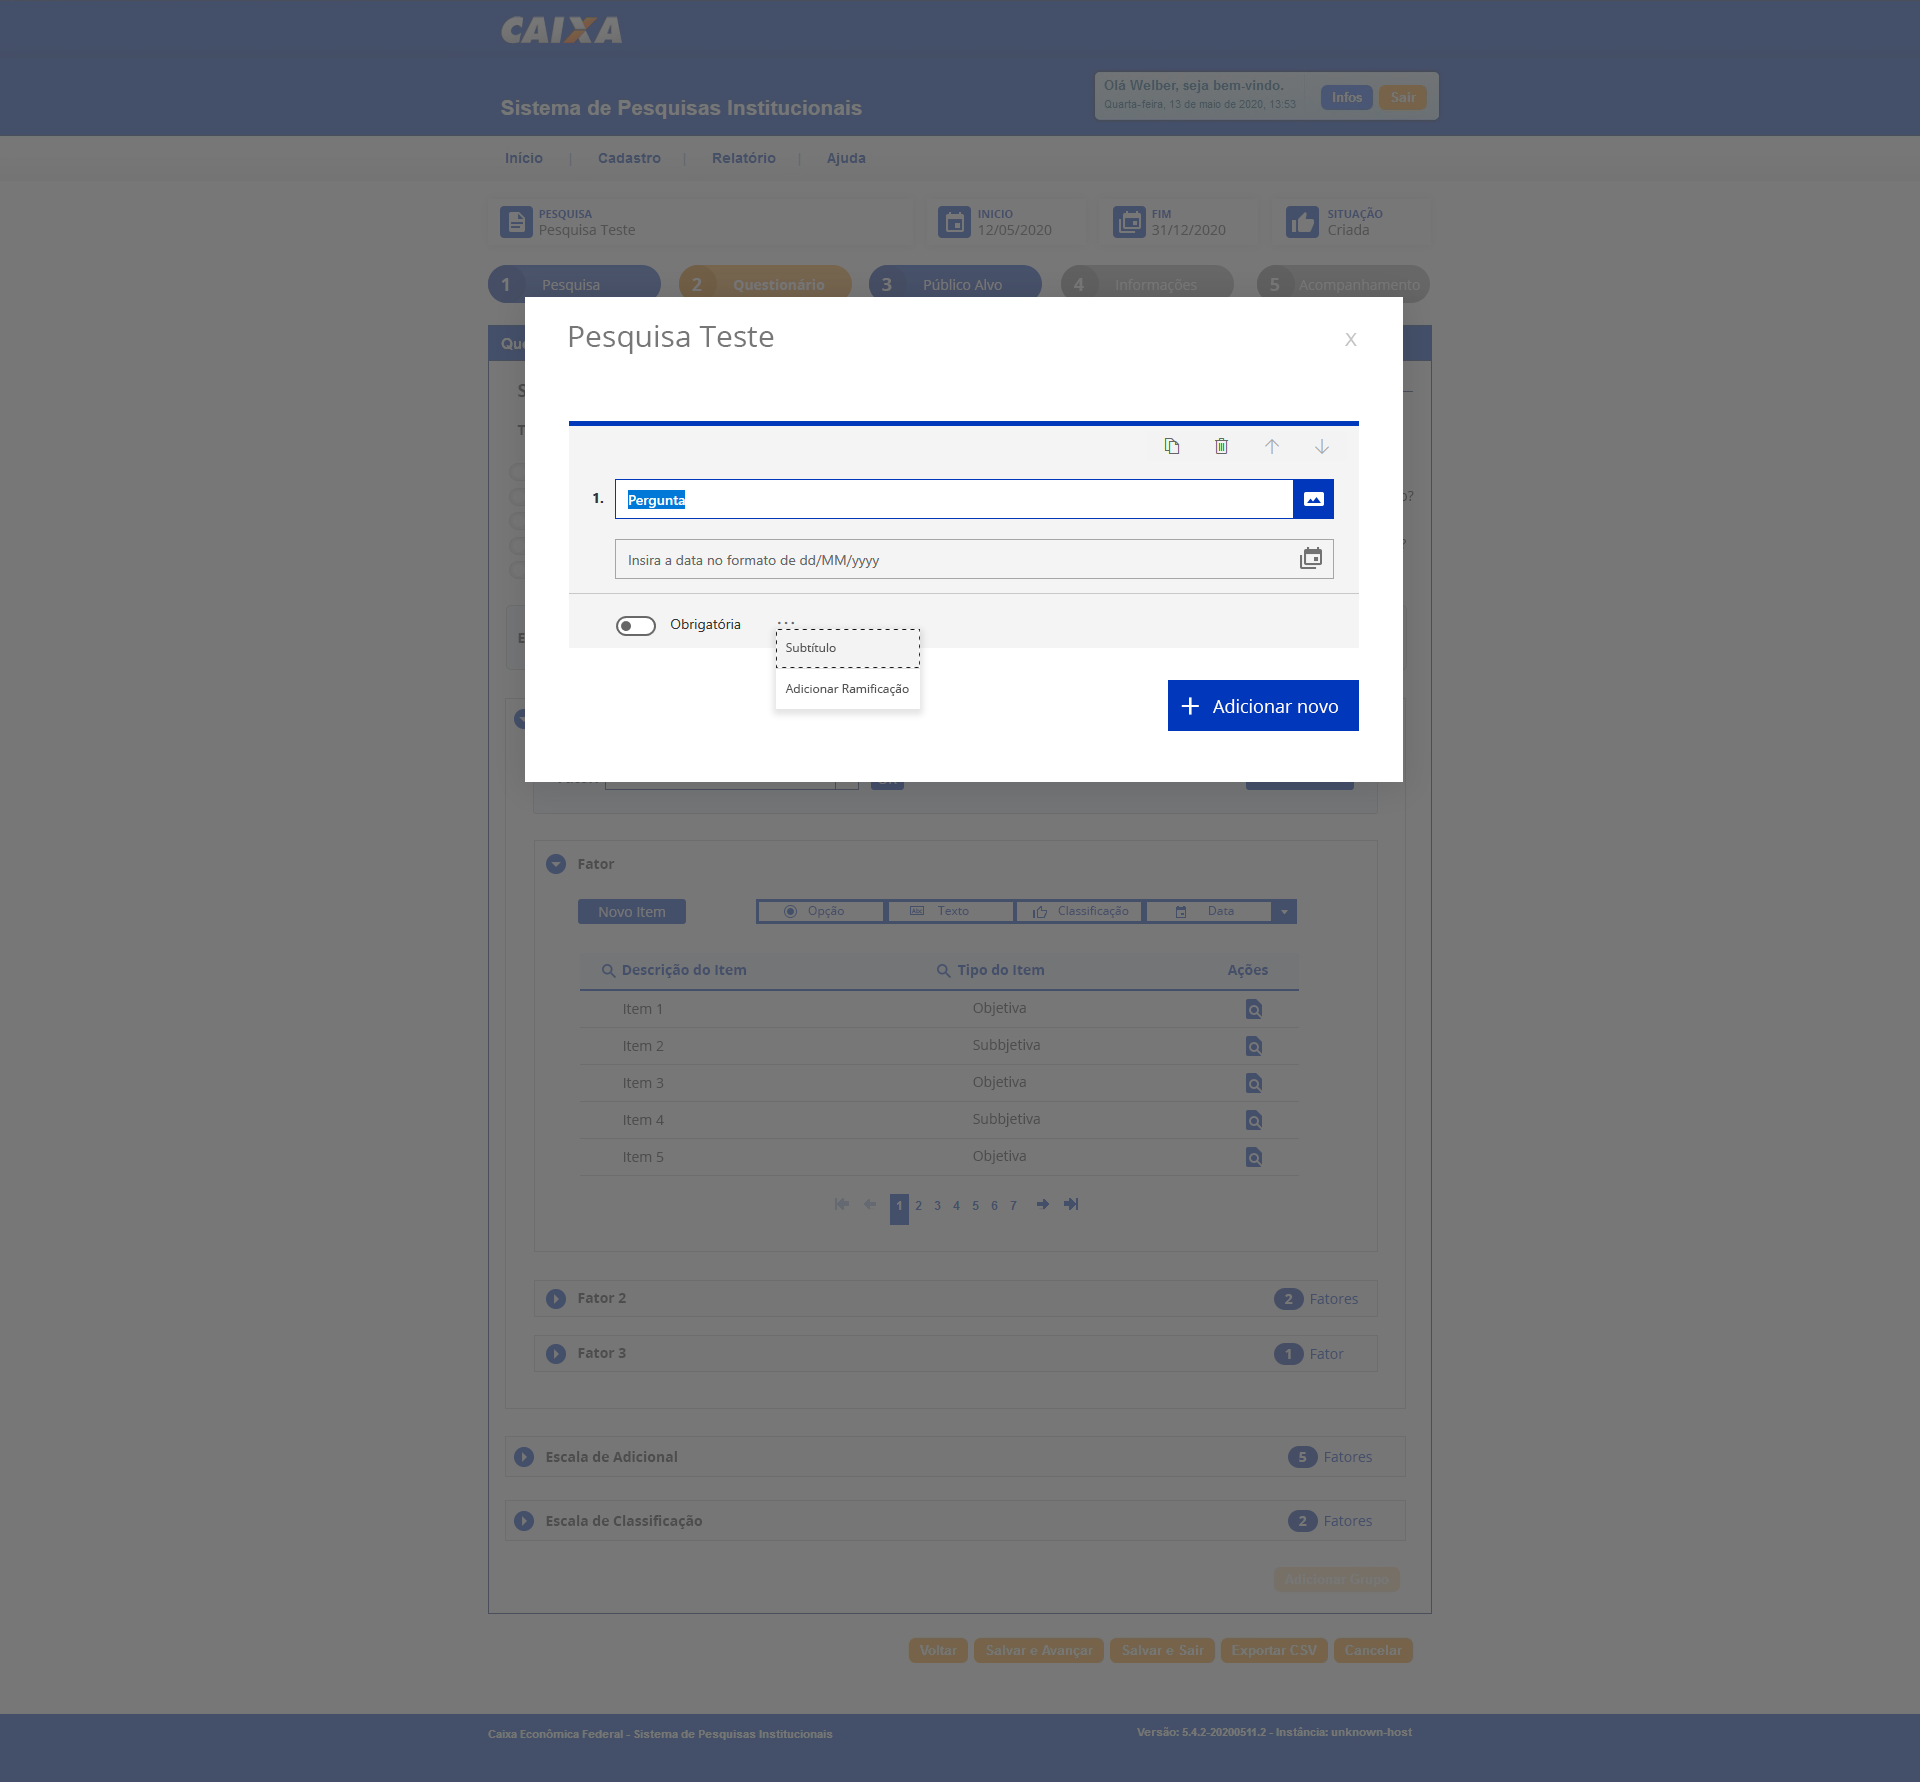 CAIXA
Sistema de Pesquisas Institucionais
Olá Welber, seja bem-vindo.
Quarta-feira, 13 de maio de 2020, 13:53
Infos Sair
Início | Cadastro | Relatório | Ajuda
PESQUISA
Pesquisa Teste
INICIO
12/05/2020
FIM
31/12/2020
SITUAÇÃO
Criada
1 Pesquisa
2 Questionário
3 Público Alvo
4 Informações
5 Acompanhamento
Pesquisa Teste
X
1. Pergunta
Insira a data no formato de dd/MM/yyyy
Obrigatória ...
Subtítulo
Adicionar Ramificação
+ Adicionar novo
Fator
Novo Item
Opção
Texto
Classificação
Data
Descrição do Item Tipo do Item Ações
Item 1 Objetiva
Item 2 Subbjetiva
Item 3 Objetiva
Item 4 Subbjetiva
Item 5 Objetiva
1 2 3 4 5 6 7
Fator 2 2 Fatores
Fator 3 1 Fator
Escala de Adicional 5 Fatores
Escala de Classificação 2 Fatores
Adicionar Grupo
Voltar Salvar e Avançar Salvar e Sair Exportar CSV Cancelar
Caixa Econômica Federal - Sistema de Pesquisas Institucionais
Versão: 5.4.2-20200511.2 - Instância: unknown-host